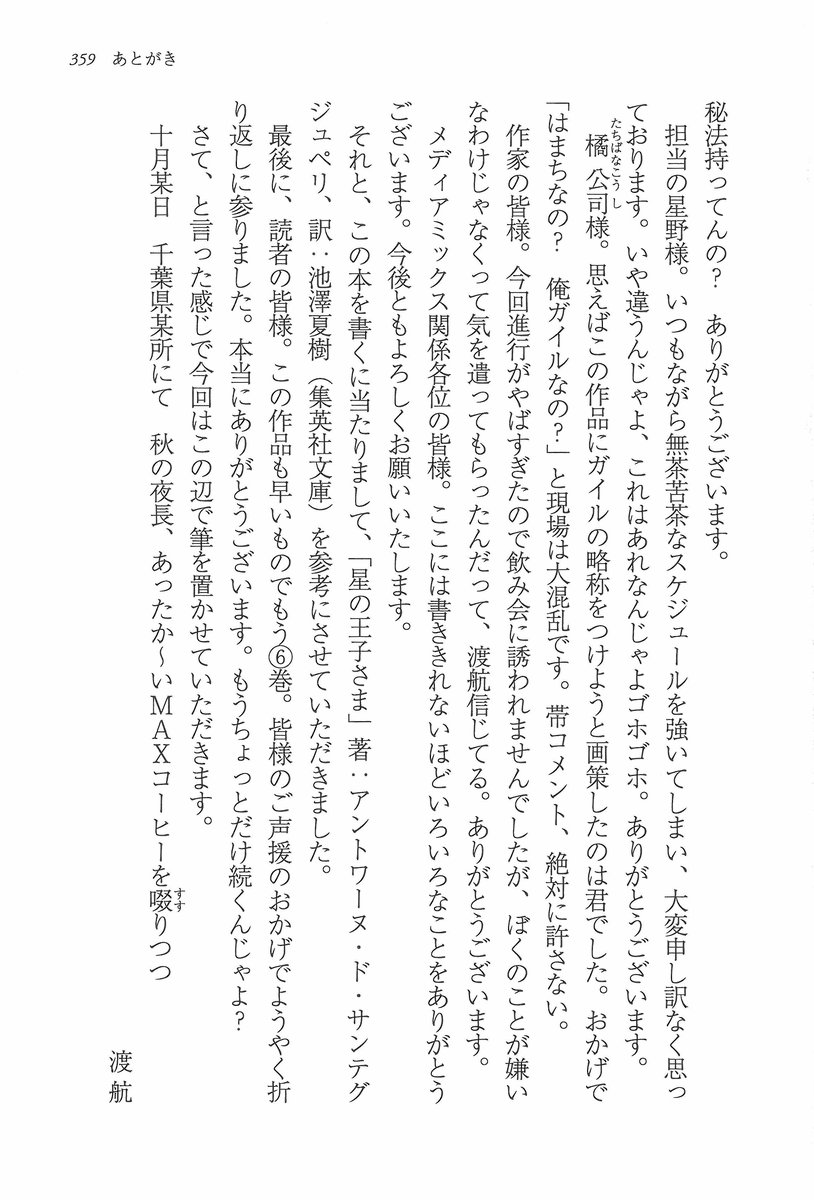 359 あとがき
秘法持ってんの？　ありがとうございます。
担当の星野様。いつもながら無茶苦茶なスケジュールを強いてしまい、大変申し訳なく思っ
ております。いや違うんじゃよ、これはあれなんじゃよゴホゴホ。ありがとうございます。
たちばなこうし
橘公司様。思えばこの作品にガイルの略称をつけようと画策したのは君でした。おかげで
「はまちなの？　俺ガイルなの？」と現場は大混乱です。帯コメント、絶対に許さない。
作家の皆様。今回進行がやばすぎたので飲み会に誘われませんでしたが、ぼくのことが嫌い
なわけじゃなくって気を遣ってもらったんだって、渡航信じてる。ありがとうございます。
メディアミックス関係各位の皆様。ここには書ききれないほどいろいろなことをありがとう
ございます。今後ともよろしくお願いいたします。
それと、この本を書くに当たりまして、「星の王子さま」著：アントワーヌ・ド・サンテグ
ジュペリ、訳：池澤夏樹（集英社文庫）を参考にさせていただきました。
最後に、読者の皆様。この作品も早いものでもう⑥巻。皆様のご声援のおかげでようやく折
り返しに参りました。本当にありがとうございます。もうちょっとだけ続くんじゃよ？
さて、と言った感じで今回はこの辺で筆を置かせていただきます。
すす
十月某日　千葉県某所にて　秋の夜長、あったか〜いMAXコーヒーを啜りつつ
渡航